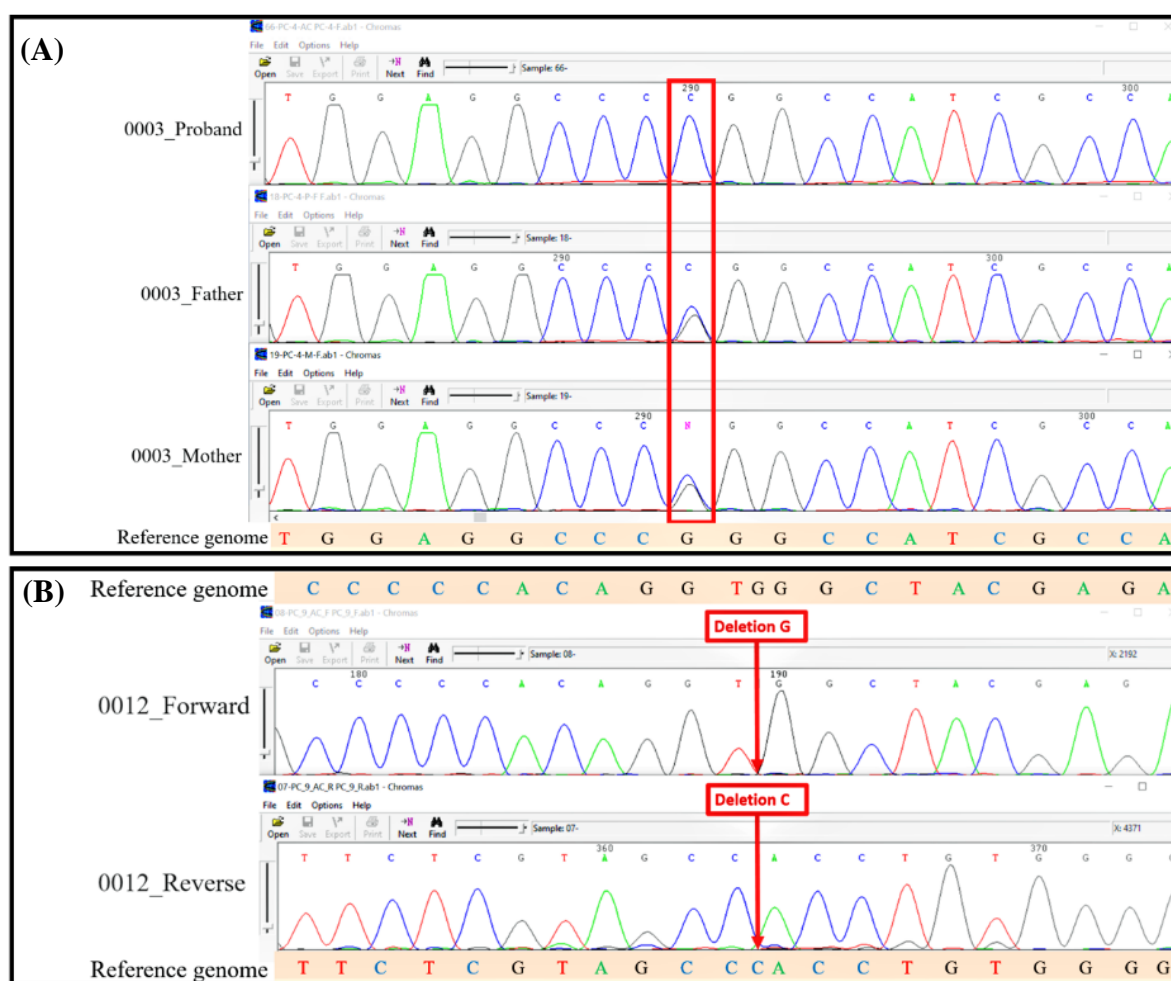 (A)
66-PC-4-AC PC-4-F.ab1 - Chromas
File Edit Options Help
Open Save Export Print Next Find Sample: 66-
290 300
T G G A G G C C C C G G C C A T C G C C A
0003_Proband
18-PC-4-P-F F.ab1 - Chromas
File Edit Options Help
Open Save Export Print Next Find Sample: 18-
290 300
T G G A G G C C C C G G C C A T C G C C A
0003_Father
19-PC-4-M-F.ab1 - Chromas
File Edit Options Help
Open Save Export Print Next Find Sample: 19-
290 300
T G G A G G C C C N G G C C A T C G C C A
0003_Mother
Reference genome T G G A G G C C C G G G C C A T C G C C A
(B) Reference genome C C C C C A C A G G T G G G C T A C G A G A
08-PC_9_AC_F PC_9_F.ab1 - Chromas
File Edit Options Help
Deletion G
Open Save Export Print Next Find Sample: 08- X: 2192
180 190
C C C C C A C A G G T G G C T A C G A G
0012_Forward
07-PC_9_AC_R PC_9_R.ab1 - Chromas
File Edit Options Help
Deletion C
Open Save Export Print Next Find Sample: 07- X: 4371
360 370
T T C T C G T A G C C A C C T G T G G G G
0012_Reverse
Reference genome T T C T C G T A G C C C A C C T G T G G G G